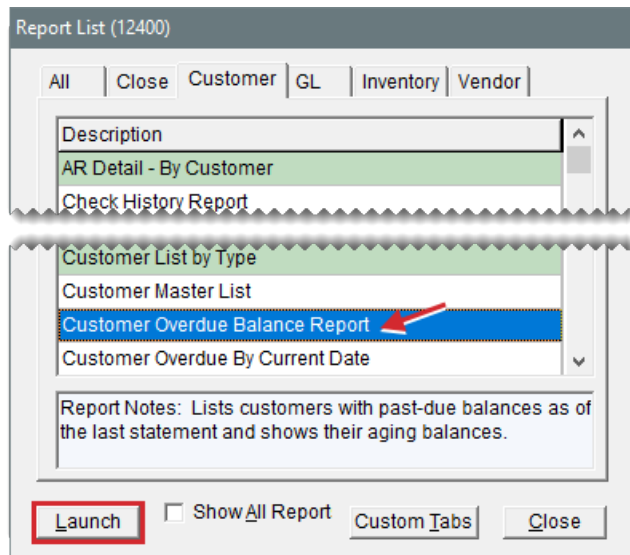 Report List (12400)
All Close Customer GL Inventory Vendor
Description
AR Detail - By Customer
Check History Report
Customer List by Type
Customer Master List
Customer Overdue Balance Report
Customer Overdue By Current Date
Report Notes: Lists customers with past-due balances as of
the last statement and shows their aging balances.
Launch Show All Report Custom Tabs Close